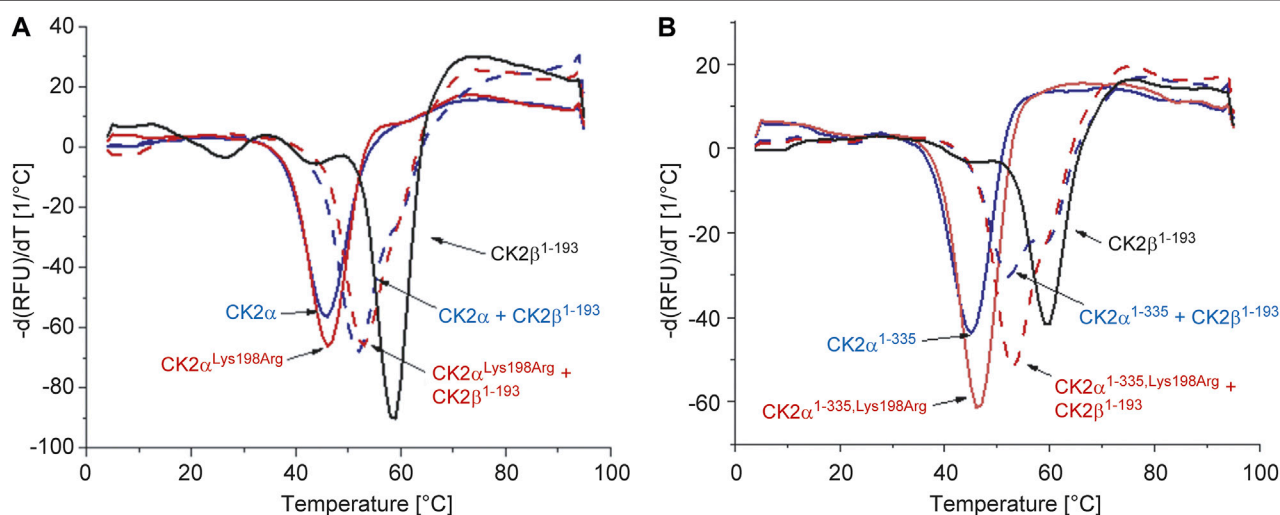 A
40
20
0
-20
-40
-60
-80
-100
0
20
40
60
80
100
-d(RFU)/dT [1/°C]
Temperature [°C]
CK2β1-193
CK2α
CK2α + CK2β1-193
CK2αLys198Arg
CK2αLys198Arg +
CK2β1-193
B
20
0
-20
-40
-60
0
20
40
60
80
100
-d(RFU)/dT [1/°C]
Temperature [°C]
CK2β1-193
CK2α1-335 + CK2β1-193
CK2α1-335
CK2α1-335,Lys198Arg +
CK2β1-193
CK2α1-335,Lys198Arg